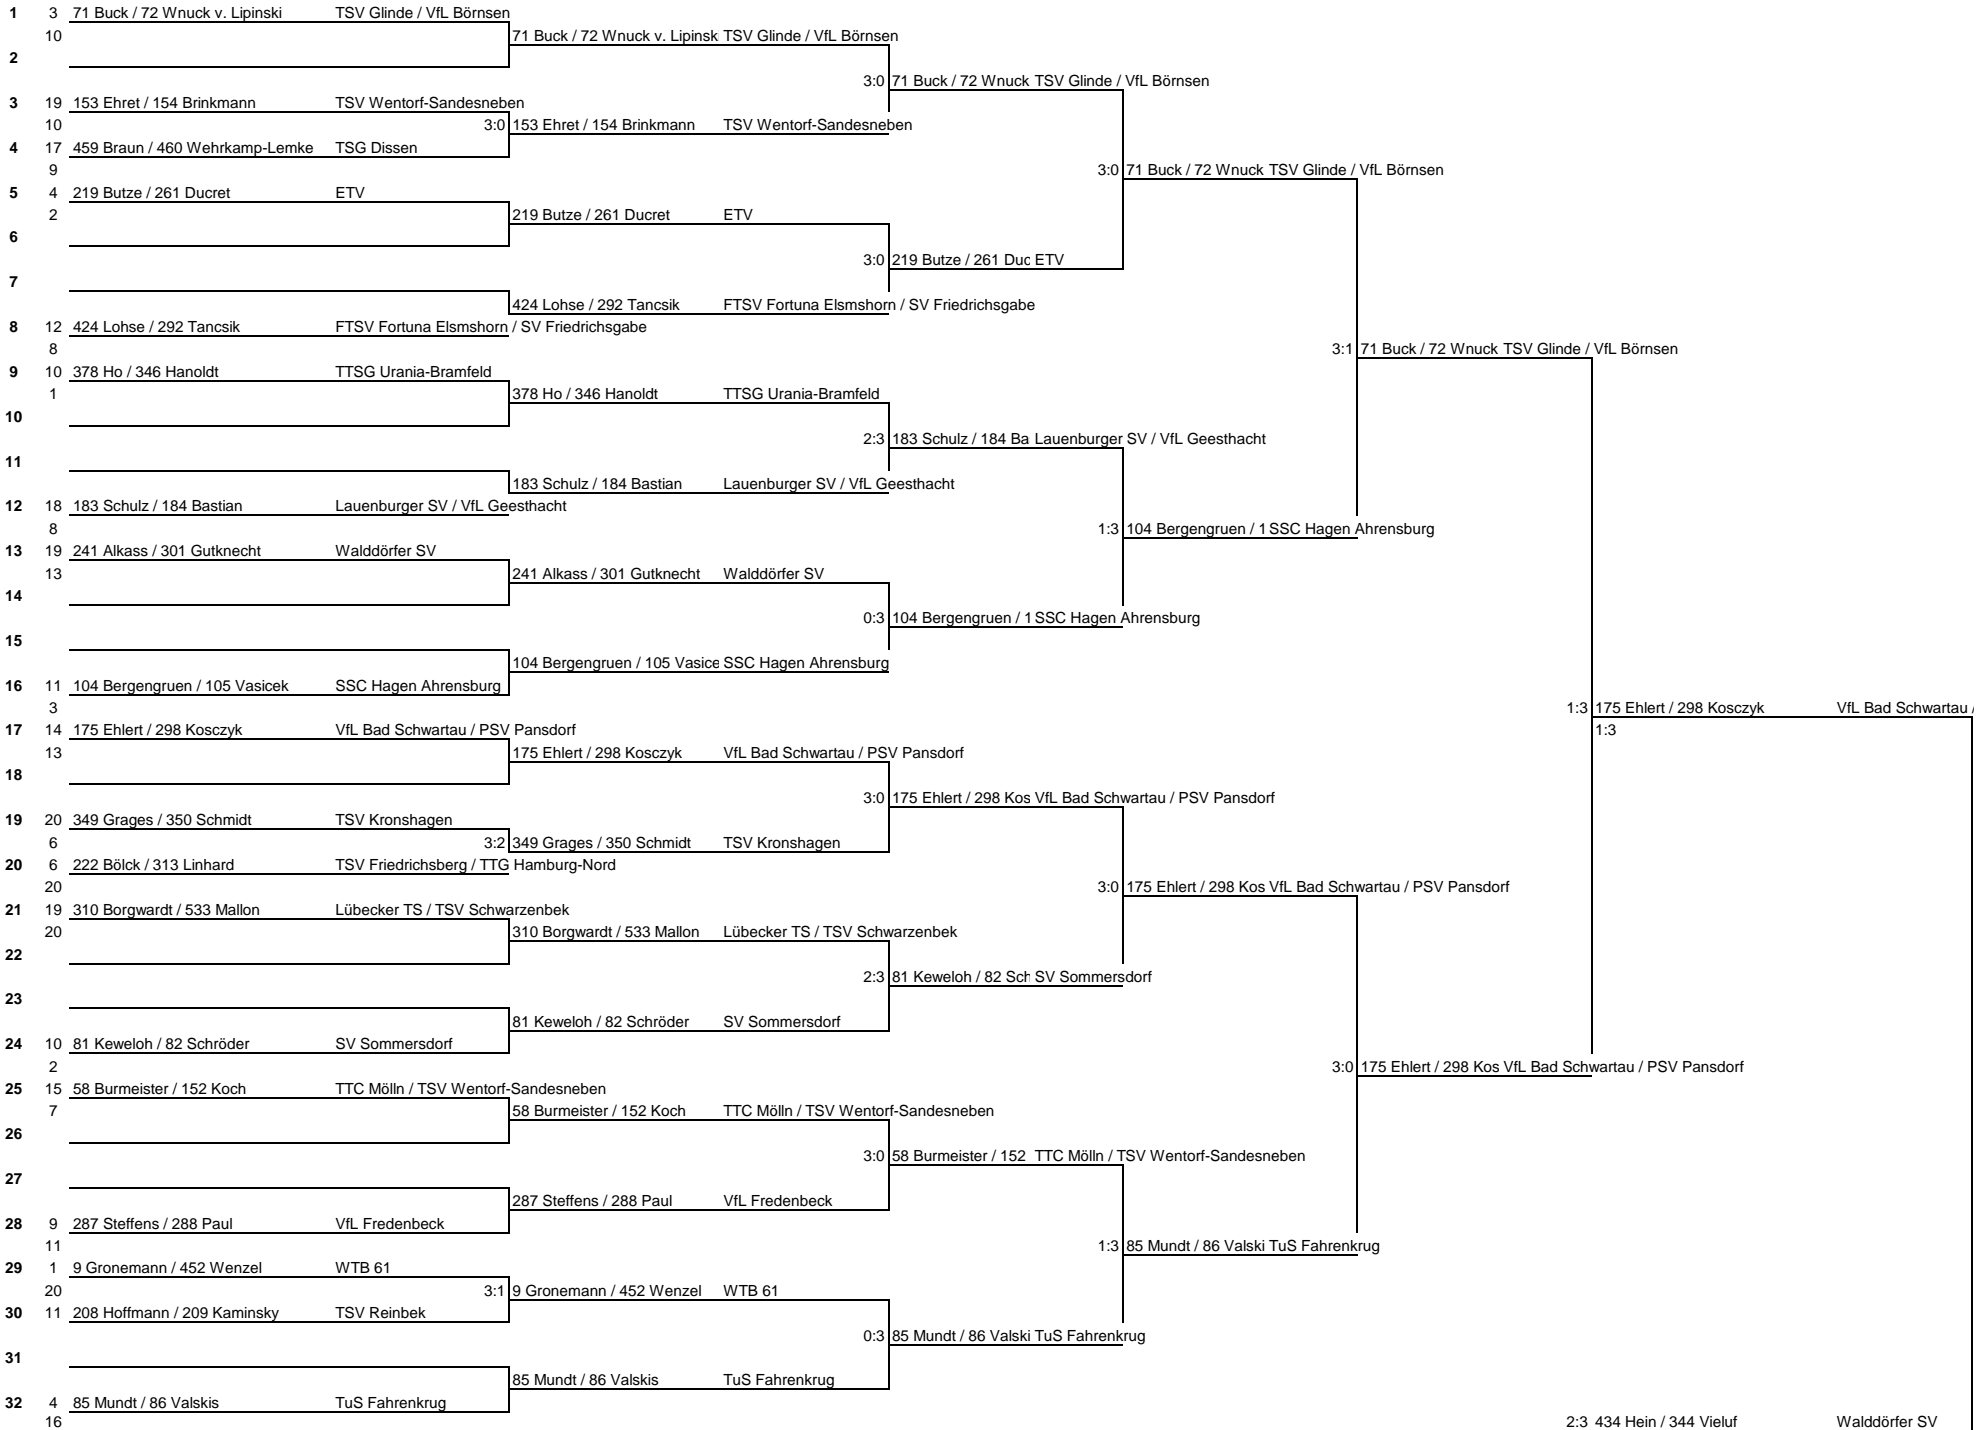 1 3 71 Buck / 72 Wnuck v. Lipinski TSV Glinde / VfL Börnsen
10 71 Buck / 72 Wnuck v. Lipinsk TSV Glinde / VfL Börnsen
2
3:0 71 Buck / 72 Wnuck TSV Glinde / VfL Börnsen
3 19 153 Ehret / 154 Brinkmann TSV Wentorf-Sandesneben
10 3:0 153 Ehret / 154 Brinkmann TSV Wentorf-Sandesneben
4 17 459 Braun / 460 Wehrkamp-Lemke TSG Dissen
9 3:0 71 Buck / 72 Wnuck TSV Glinde / VfL Börnsen
5 4 219 Butze / 261 Ducret ETV
2 219 Butze / 261 Ducret ETV
6
3:0 219 Butze / 261 Duc ETV
7
424 Lohse / 292 Tancsik FTSV Fortuna Elsmshorn / SV Friedrichsgabe
8 12 424 Lohse / 292 Tancsik FTSV Fortuna Elsmshorn / SV Friedrichsgabe
8 3:1 71 Buck / 72 Wnuck TSV Glinde / VfL Börnsen
9 10 378 Ho / 346 Hanoldt TTSG Urania-Bramfeld
1 378 Ho / 346 Hanoldt TTSG Urania-Bramfeld
10
2:3 183 Schulz / 184 Ba Lauenburger SV / VfL Geesthacht
11
183 Schulz / 184 Bastian Lauenburger SV / VfL Geesthacht
12 18 183 Schulz / 184 Bastian Lauenburger SV / VfL Geesthacht
8 1:3 104 Bergengruen / 1 SSC Hagen Ahrensburg
13 19 241 Alkass / 301 Gutknecht Walddörfer SV
13 241 Alkass / 301 Gutknecht Walddörfer SV
14
0:3 104 Bergengruen / 1 SSC Hagen Ahrensburg
15
104 Bergengruen / 105 Vasice SSC Hagen Ahrensburg
16 11 104 Bergengruen / 105 Vasicek SSC Hagen Ahrensburg
3 1:3 175 Ehlert / 298 Kosczyk VfL Bad Schwartau /
17 14 175 Ehlert / 298 Kosczyk VfL Bad Schwartau / PSV Pansdorf 1:3
13 175 Ehlert / 298 Kosczyk VfL Bad Schwartau / PSV Pansdorf
18
3:0 175 Ehlert / 298 Kos VfL Bad Schwartau / PSV Pansdorf
19 20 349 Grages / 350 Schmidt TSV Kronshagen
6 3:2 349 Grages / 350 Schmidt TSV Kronshagen
20 6 222 Bölck / 313 Linhard TSV Friedrichsberg / TTG Hamburg-Nord
20 3:0 175 Ehlert / 298 Kos VfL Bad Schwartau / PSV Pansdorf
21 19 310 Borgwardt / 533 Mallon Lübecker TS / TSV Schwarzenbek
20 310 Borgwardt / 533 Mallon Lübecker TS / TSV Schwarzenbek
22
2:3 81 Keweloh / 82 Sch SV Sommersdorf
23
81 Keweloh / 82 Schröder SV Sommersdorf
24 10 81 Keweloh / 82 Schröder SV Sommersdorf
2 3:0 175 Ehlert / 298 Kos VfL Bad Schwartau / PSV Pansdorf
25 15 58 Burmeister / 152 Koch TTC Mölln / TSV Wentorf-Sandesneben
7 58 Burmeister / 152 Koch TTC Mölln / TSV Wentorf-Sandesneben
26
3:0 58 Burmeister / 152 TTC Mölln / TSV Wentorf-Sandesneben
27
287 Steffens / 288 Paul VfL Fredenbeck
28 9 287 Steffens / 288 Paul VfL Fredenbeck
11 1:3 85 Mundt / 86 Valski TuS Fahrenkrug
29 1 9 Gronemann / 452 Wenzel WTB 61
20 3:1 9 Gronemann / 452 Wenzel WTB 61
30 11 208 Hoffmann / 209 Kaminsky TSV Reinbek
0:3 85 Mundt / 86 Valski TuS Fahrenkrug
31
85 Mundt / 86 Valskis TuS Fahrenkrug
32 4 85 Mundt / 86 Valskis TuS Fahrenkrug
16 2:3 434 Hein / 344 Vieluf Walddörfer SV